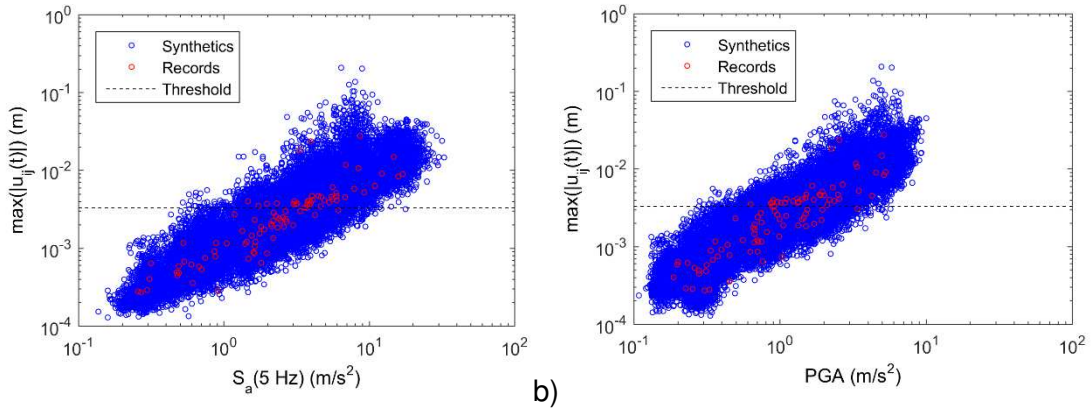 10^0
10^-1
10^-2
10^-3
10^-4
max(|u_ij(t)|) (m)
Synthetics
Records
Threshold
10^-1 10^0 10^1 10^2
S_a(5 Hz) (m/s^2)
b)
10^0
10^-1
10^-2
10^-3
10^-4
max(|u_ij(t)|) (m)
Synthetics
Records
Threshold
10^-1 10^0 10^1 10^2
PGA (m/s^2)